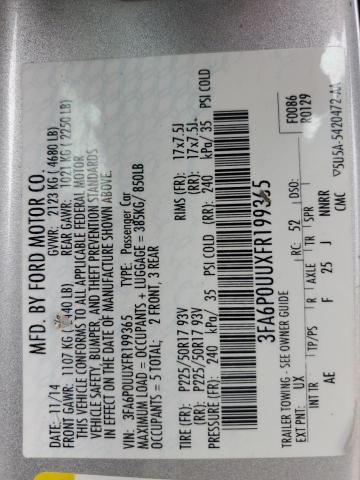 MFD. BY FORD MOTOR CO.
DATE: 11/14 GVWR: 2123 KG ( 4680 LB)
FRONT GAWR: 1107 KG ( 2440 LB) REAR GAWR: 1021 KG ( 2250 LB)
THIS VEHICLE CONFORMS TO ALL APPLICABLE FEDERAL MOTOR
VEHICLE SAFETY, BUMPER, AND THEFT PREVENTION STANDARDS
IN EFFECT ON THE DATE OF MANUFACTURE SHOWN ABOVE.
VIN: 3FA6P0UUXFR199365 TYPE: Passenger Car
MAXIMUM LOAD = OCCUPANTS + LUGGAGE = 385KG/ 850LB
OCCUPANTS = 5 TOTAL; 2 FRONT, 3 REAR
TIRE (FR): P225/50R17 93V RIMS (FR): 17x7.5J
(RR): P225/50R17 93V (RR): 17x7.5J
PRESSURE (FR): 240 kPa/ 35 PSI COLD (RR): 240 kPa/ 35 PSI COLD
3FA6P0UUXFR199365
F0086
R0129
TRAILER TOWING - SEE OWNER GUIDE
EXT PNT: UX RC: 52 DSO:
INT TR TP/PS R AXLE TR SPR
AE F 25 J NNRR
CMC V5U5A-5420472-AA